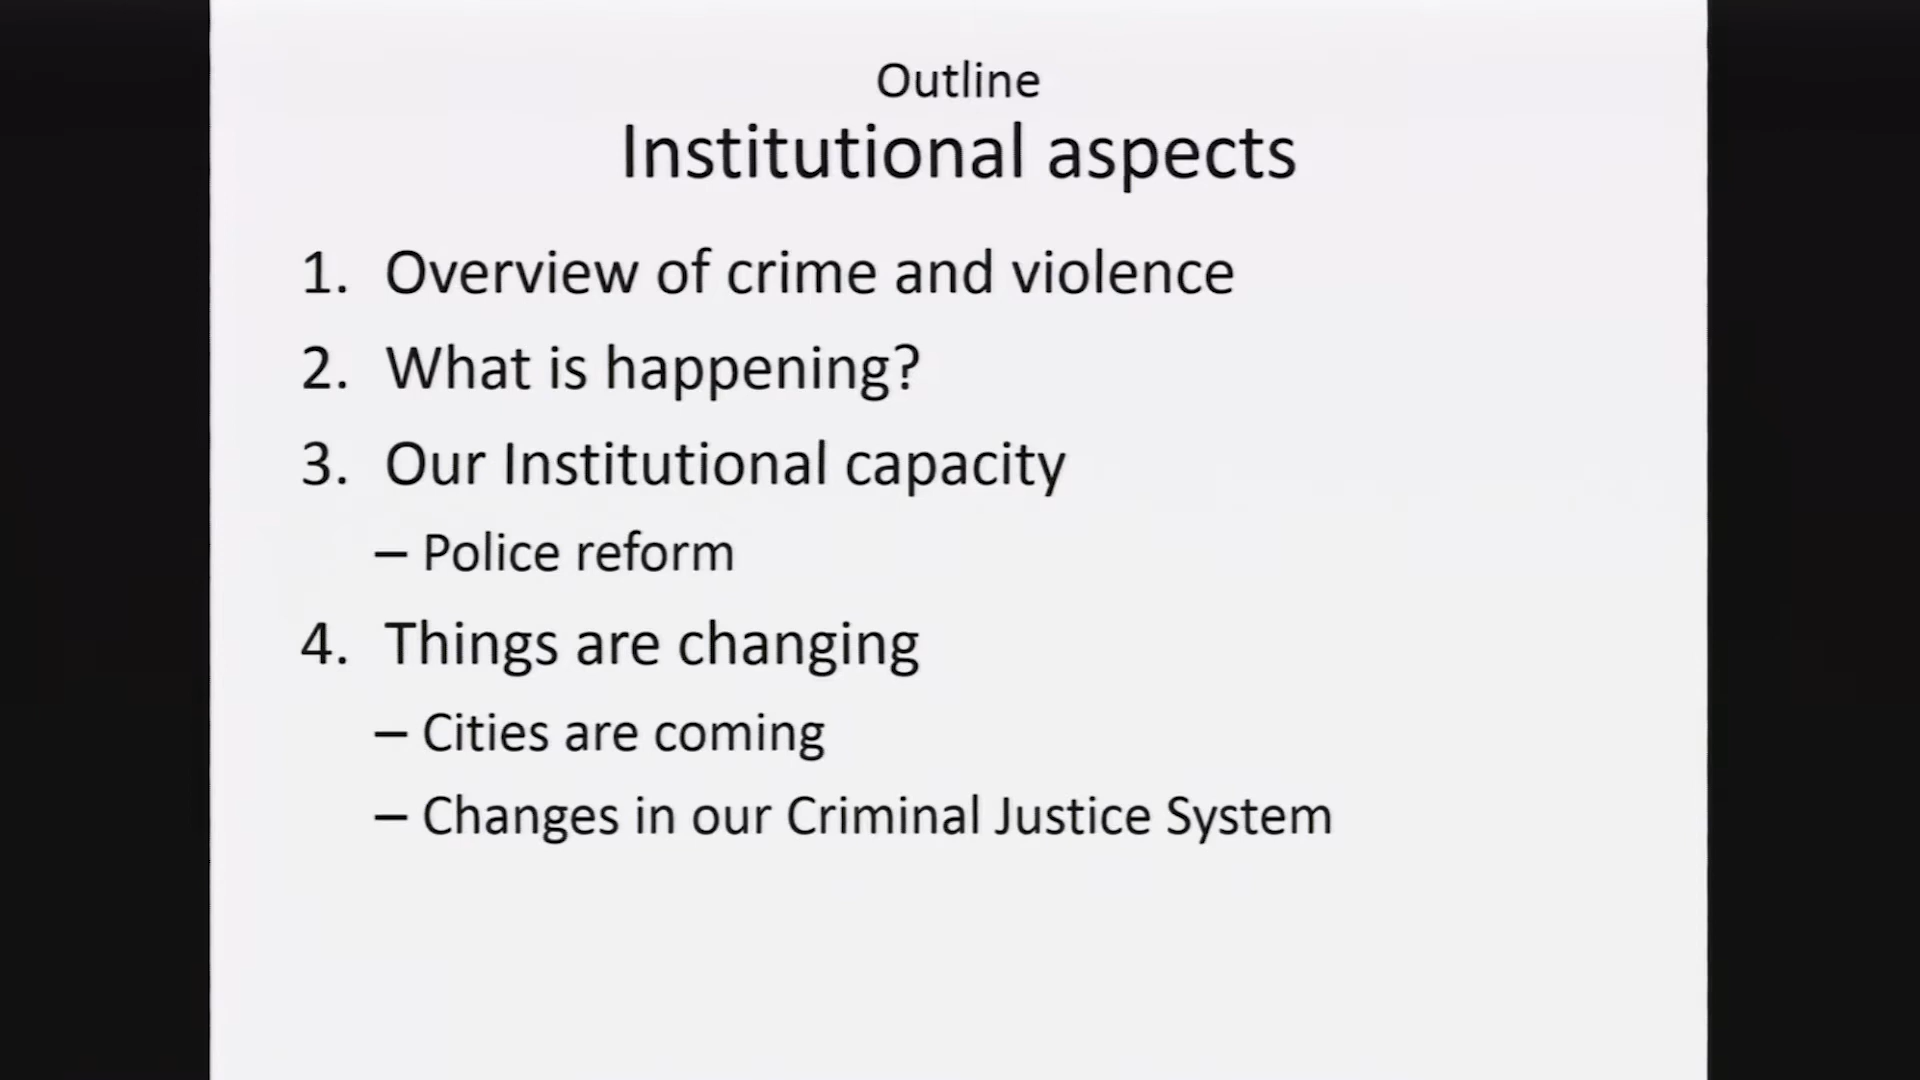 Outline
Institutional aspects
1. Overview of crime and violence
2. What is happening?
3. Our Institutional capacity
– Police reform
4. Things are changing
– Cities are coming
– Changes in our Criminal Justice System